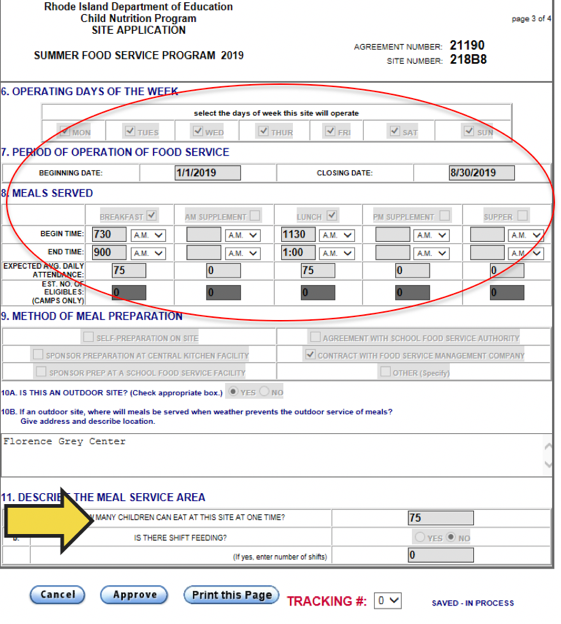 Rhode Island Department of Education
Child Nutrition Program
page 3 of 4
SITE APPLICATION
SUMMER FOOD SERVICE PROGRAM 2019
AGREEMENT NUMBER: 21190
SITE NUMBER: 218B8
6. OPERATING DAYS OF THE WEEK
select the days of week this site will operate
MON TUES WED THUR FRI SAT SUN
7. PERIOD OF OPERATION OF FOOD SERVICE
BEGINNING DATE: 1/1/2019 CLOSING DATE: 8/30/2019
8. MEALS SERVED
BREAKFAST AM SUPPLEMENT LUNCH PM SUPPLEMENT SUPPER
BEGIN TIME: 730 A.M. A.M. 1130 A.M. A.M. A.M.
END TIME: 900 A.M. A.M. 1:00 A.M. A.M. A.M.
EXPECTED AVG. DAILY
ATTENDANCE: 75 0 75 0 0
EST. NO. OF
ELIGIBLES: 0 0 0 0 0
(CAMPS ONLY)
9. METHOD OF MEAL PREPARATION
SELF-PREPARATION ON SITE AGREEMENT WITH SCHOOL FOOD SERVICE AUTHORITY
SPONSOR PREPARATION AT CENTRAL KITCHEN FACILITY CONTRACT WITH FOOD SERVICE MANAGEMENT COMPANY
SPONSOR PREP AT A SCHOOL FOOD SERVICE FACILITY OTHER (Specify)
10A. IS THIS AN OUTDOOR SITE? (Check appropriate box.) YES NO
10B. If an outdoor site, where will meals be served when weather prevents the outdoor service of meals?
Give address and describe location.
Florence Grey Center
11. DESCRIBE THE MEAL SERVICE AREA
MANY CHILDREN CAN EAT AT THIS SITE AT ONE TIME? 75
IS THERE SHIFT FEEDING? YES NO
(If yes, enter number of shifts) 0
Cancel Approve Print this Page TRACKING #: 0 SAVED - IN PROCESS